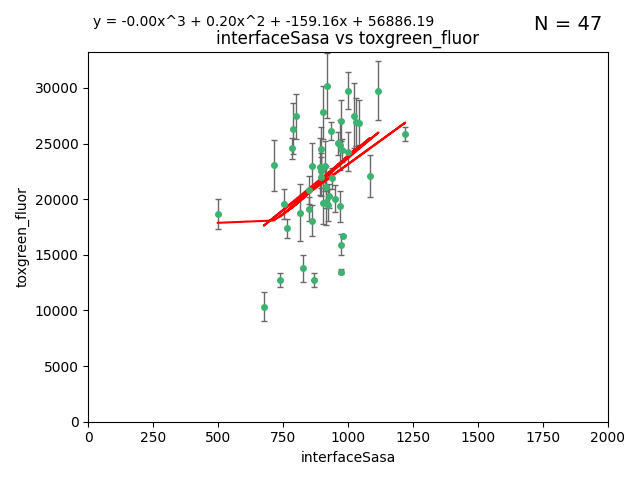 y = -0.00x^3 + 0.20x^2 + -159.16x + 56886.19
N = 47
interfaceSasa vs toxgreen_fluor
30000
25000
20000
15000
10000
5000
0
toxgreen_fluor
0 250 500 750 1000 1250 1500 1750 2000
interfaceSasa